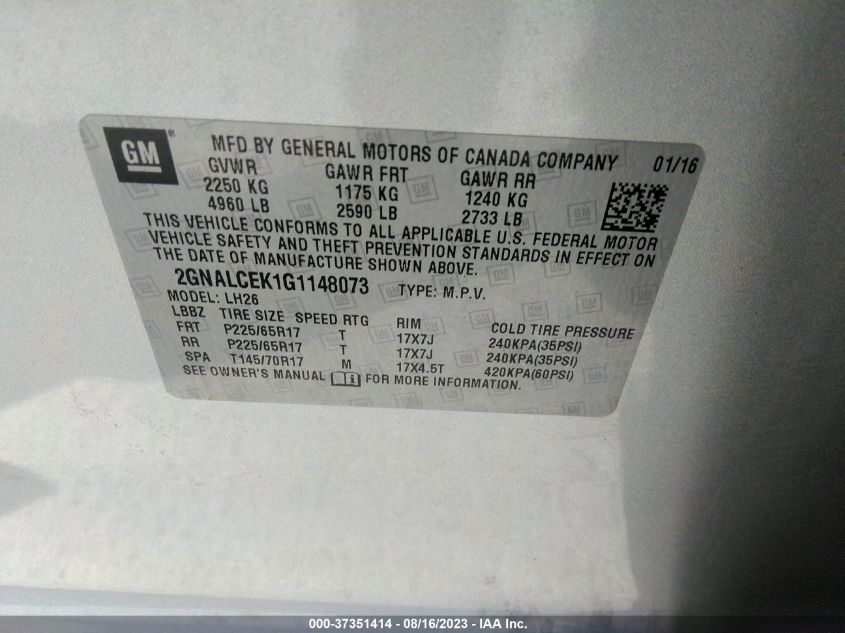 GM ®
MFD BY GENERAL MOTORS OF CANADA COMPANY 01/16
GVWR GAWR FRT GAWR RR
2250 KG 1175 KG 1240 KG
4960 LB 2590 LB 2733 LB
THIS VEHICLE CONFORMS TO ALL APPLICABLE U.S. FEDERAL MOTOR
VEHICLE SAFETY AND THEFT PREVENTION STANDARDS IN EFFECT ON
THE DATE OF MANUFACTURE SHOWN ABOVE.
2GNALCEK1G1148073 TYPE: M.P.V.
MODEL: LH26
LBBZ TIRE SIZE SPEED RTG RIM COLD TIRE PRESSURE
FRT P225/65R17 T 17X7J 240KPA(35PSI)
RR P225/65R17 T 17X7J 240KPA(35PSI)
SPA T145/70R17 M 17X4.5T 420KPA(60PSI)
SEE OWNER'S MANUAL FOR MORE INFORMATION.
000-37351414 - 08/16/2023 - IAA Inc.